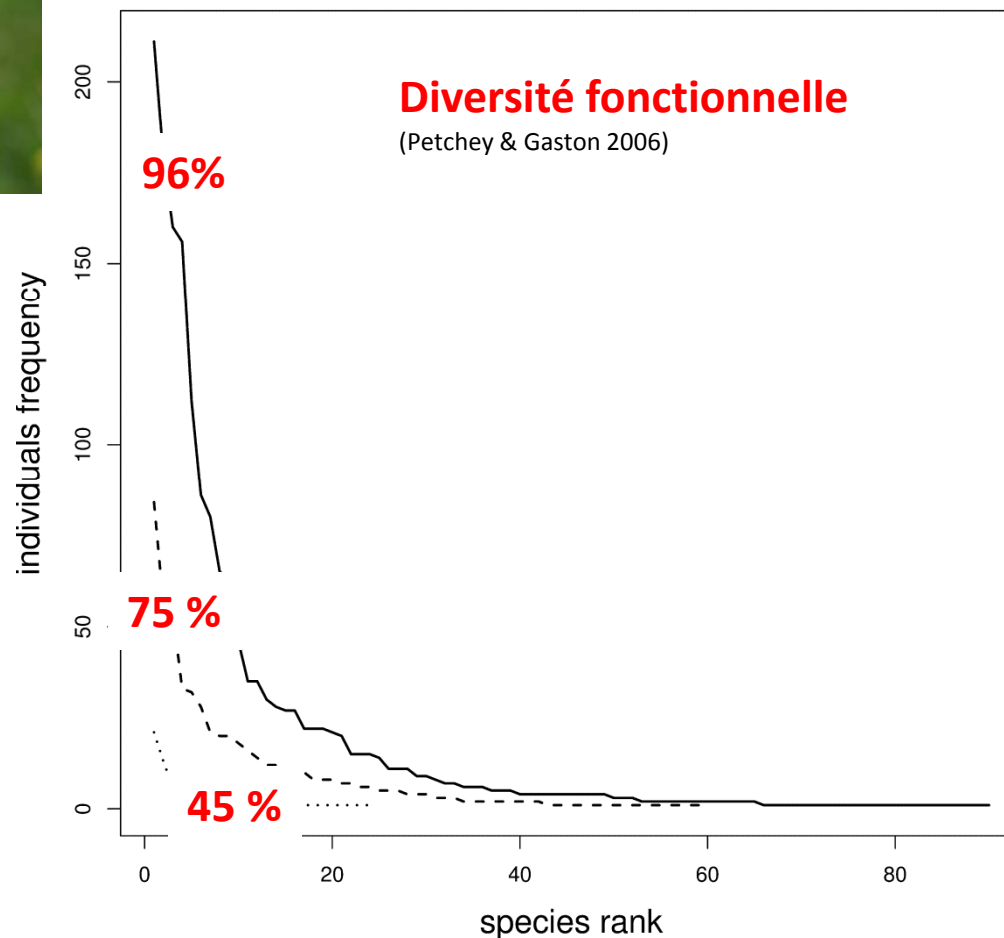 Diversité fonctionnelle
(Petchey & Gaston 2006)
96%
75 %
45 %
individuals frequency
200
150
100
50
0
0 20 40 60 80
species rank